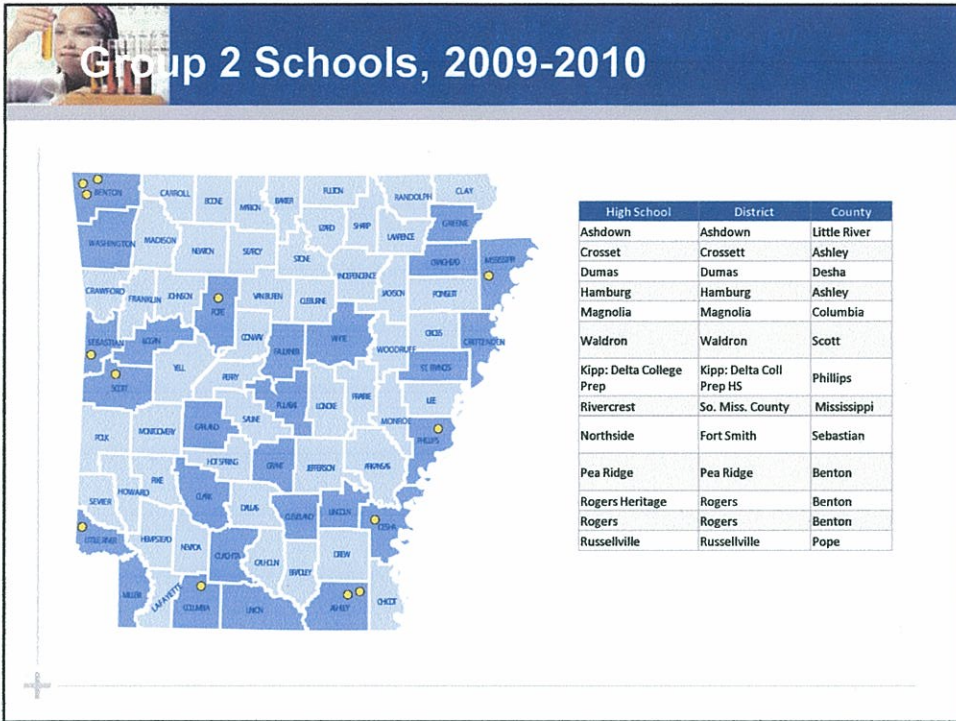 Group 2 Schools, 2009-2010
BENTON
CARROLL
BOONE
MARION
BAXTER
FULTON
RANDOLPH
CLAY
IZARD
SHARP
LAWRENCE
GREENE
WASHINGTON
MADISON
NEWTON
SEARCY
STONE
INDEPENDENCE
CRAIGHEAD
MISSISSIPPI
CRAWFORD
FRANKLIN
JOHNSON
POPE
VAN BUREN
CLEBURNE
JACKSON
POINSETT
SEBASTIAN
LOGAN
CONWAY
FAULKNER
WHITE
WOODRUFF
CROSS
CRITTENDEN
SCOTT
YELL
PERRY
ST. FRANCIS
PULASKI
LONOKE
PRAIRIE
MONROE
LEE
POLK
MONTGOMERY
GARLAND
SALINE
PHILLIPS
HOT SPRING
GRANT
JEFFERSON
ARKANSAS
SEVIER
HOWARD
PIKE
CLARK
DALLAS
CLEVELAND
LINCOLN
DESHA
LITTLE RIVER
HEMPSTEAD
NEVADA
OUACHITA
CALHOUN
BRADLEY
DREW
MILLER
LAFAYETTE
COLUMBIA
UNION
ASHLEY
CHICOT
High School District County
Ashdown Ashdown Little River
Crosset Crossett Ashley
Dumas Dumas Desha
Hamburg Hamburg Ashley
Magnolia Magnolia Columbia
Waldron Waldron Scott
Kipp: Delta College Prep Kipp: Delta Coll Prep HS Phillips
Rivercrest So. Miss. County Mississippi
Northside Fort Smith Sebastian
Pea Ridge Pea Ridge Benton
Rogers Heritage Rogers Benton
Rogers Rogers Benton
Russellville Russellville Pope